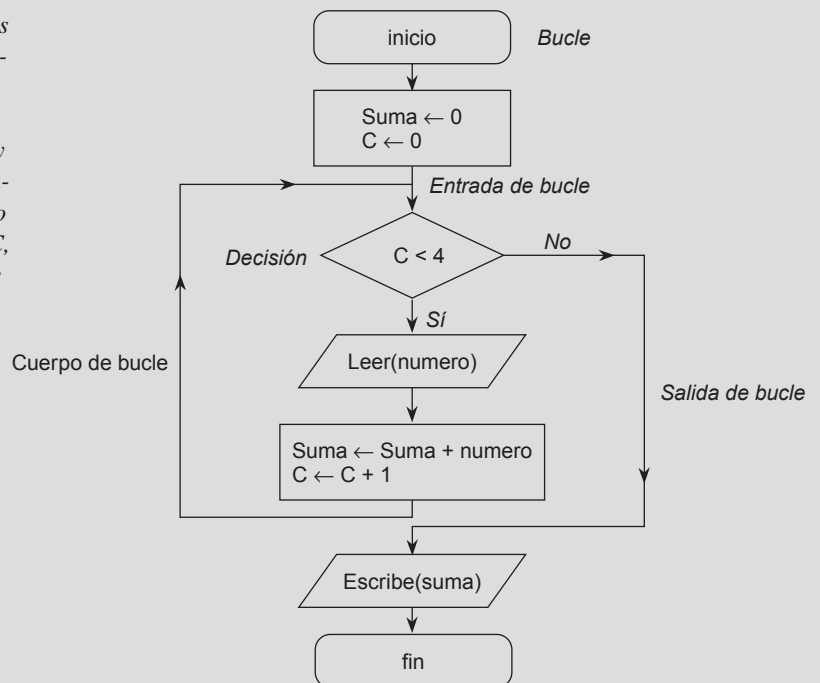 s
-
inicio
Bucle
Suma ← 0
C ← 0
y
-
o
C,
Entrada de bucle
Decisión
C < 4
No
Sí
Cuerpo de bucle
Leer(numero)
Salida de bucle
Suma ← Suma + numero
C ← C + 1
Escribe(suma)
fin